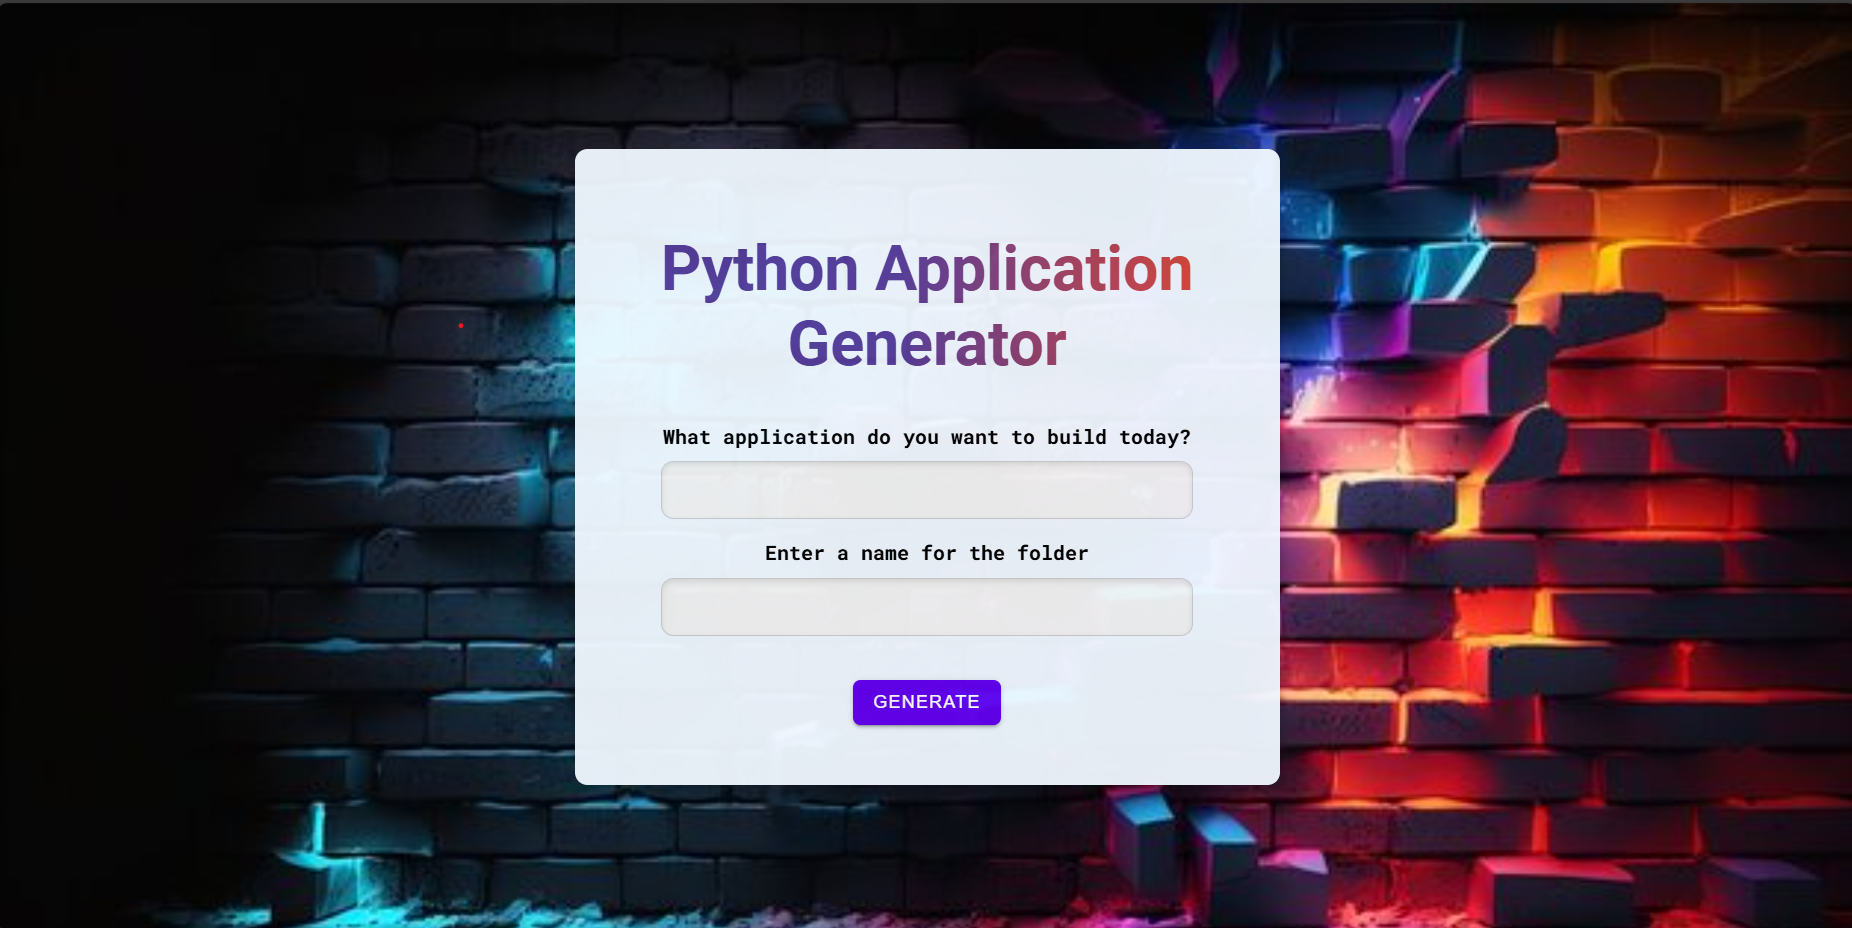 Python Application
Generator
What application do you want to build today?
Enter a name for the folder
GENERATE